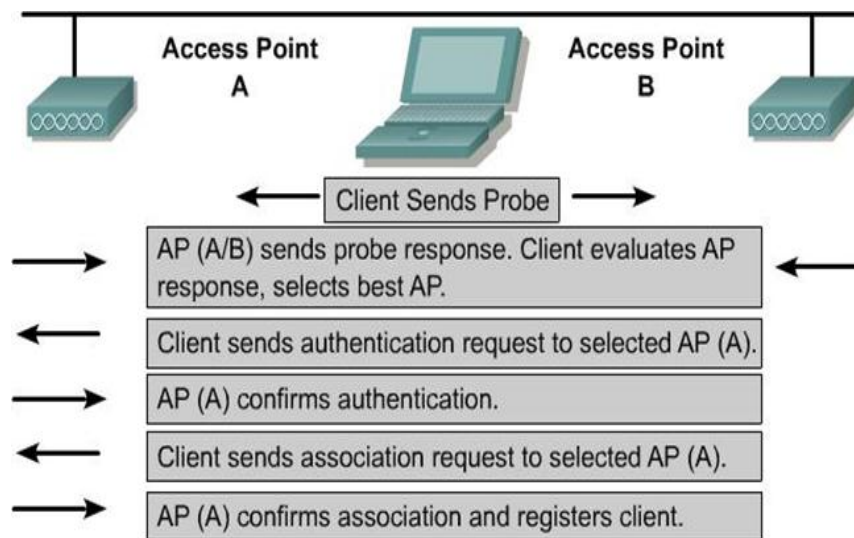 Access Point
A
Access Point
B
Client Sends Probe
AP (A/B) sends probe response. Client evaluates AP
response, selects best AP.
Client sends authentication request to selected AP (A).
AP (A) confirms authentication.
Client sends association request to selected AP (A).
AP (A) confirms association and registers client.